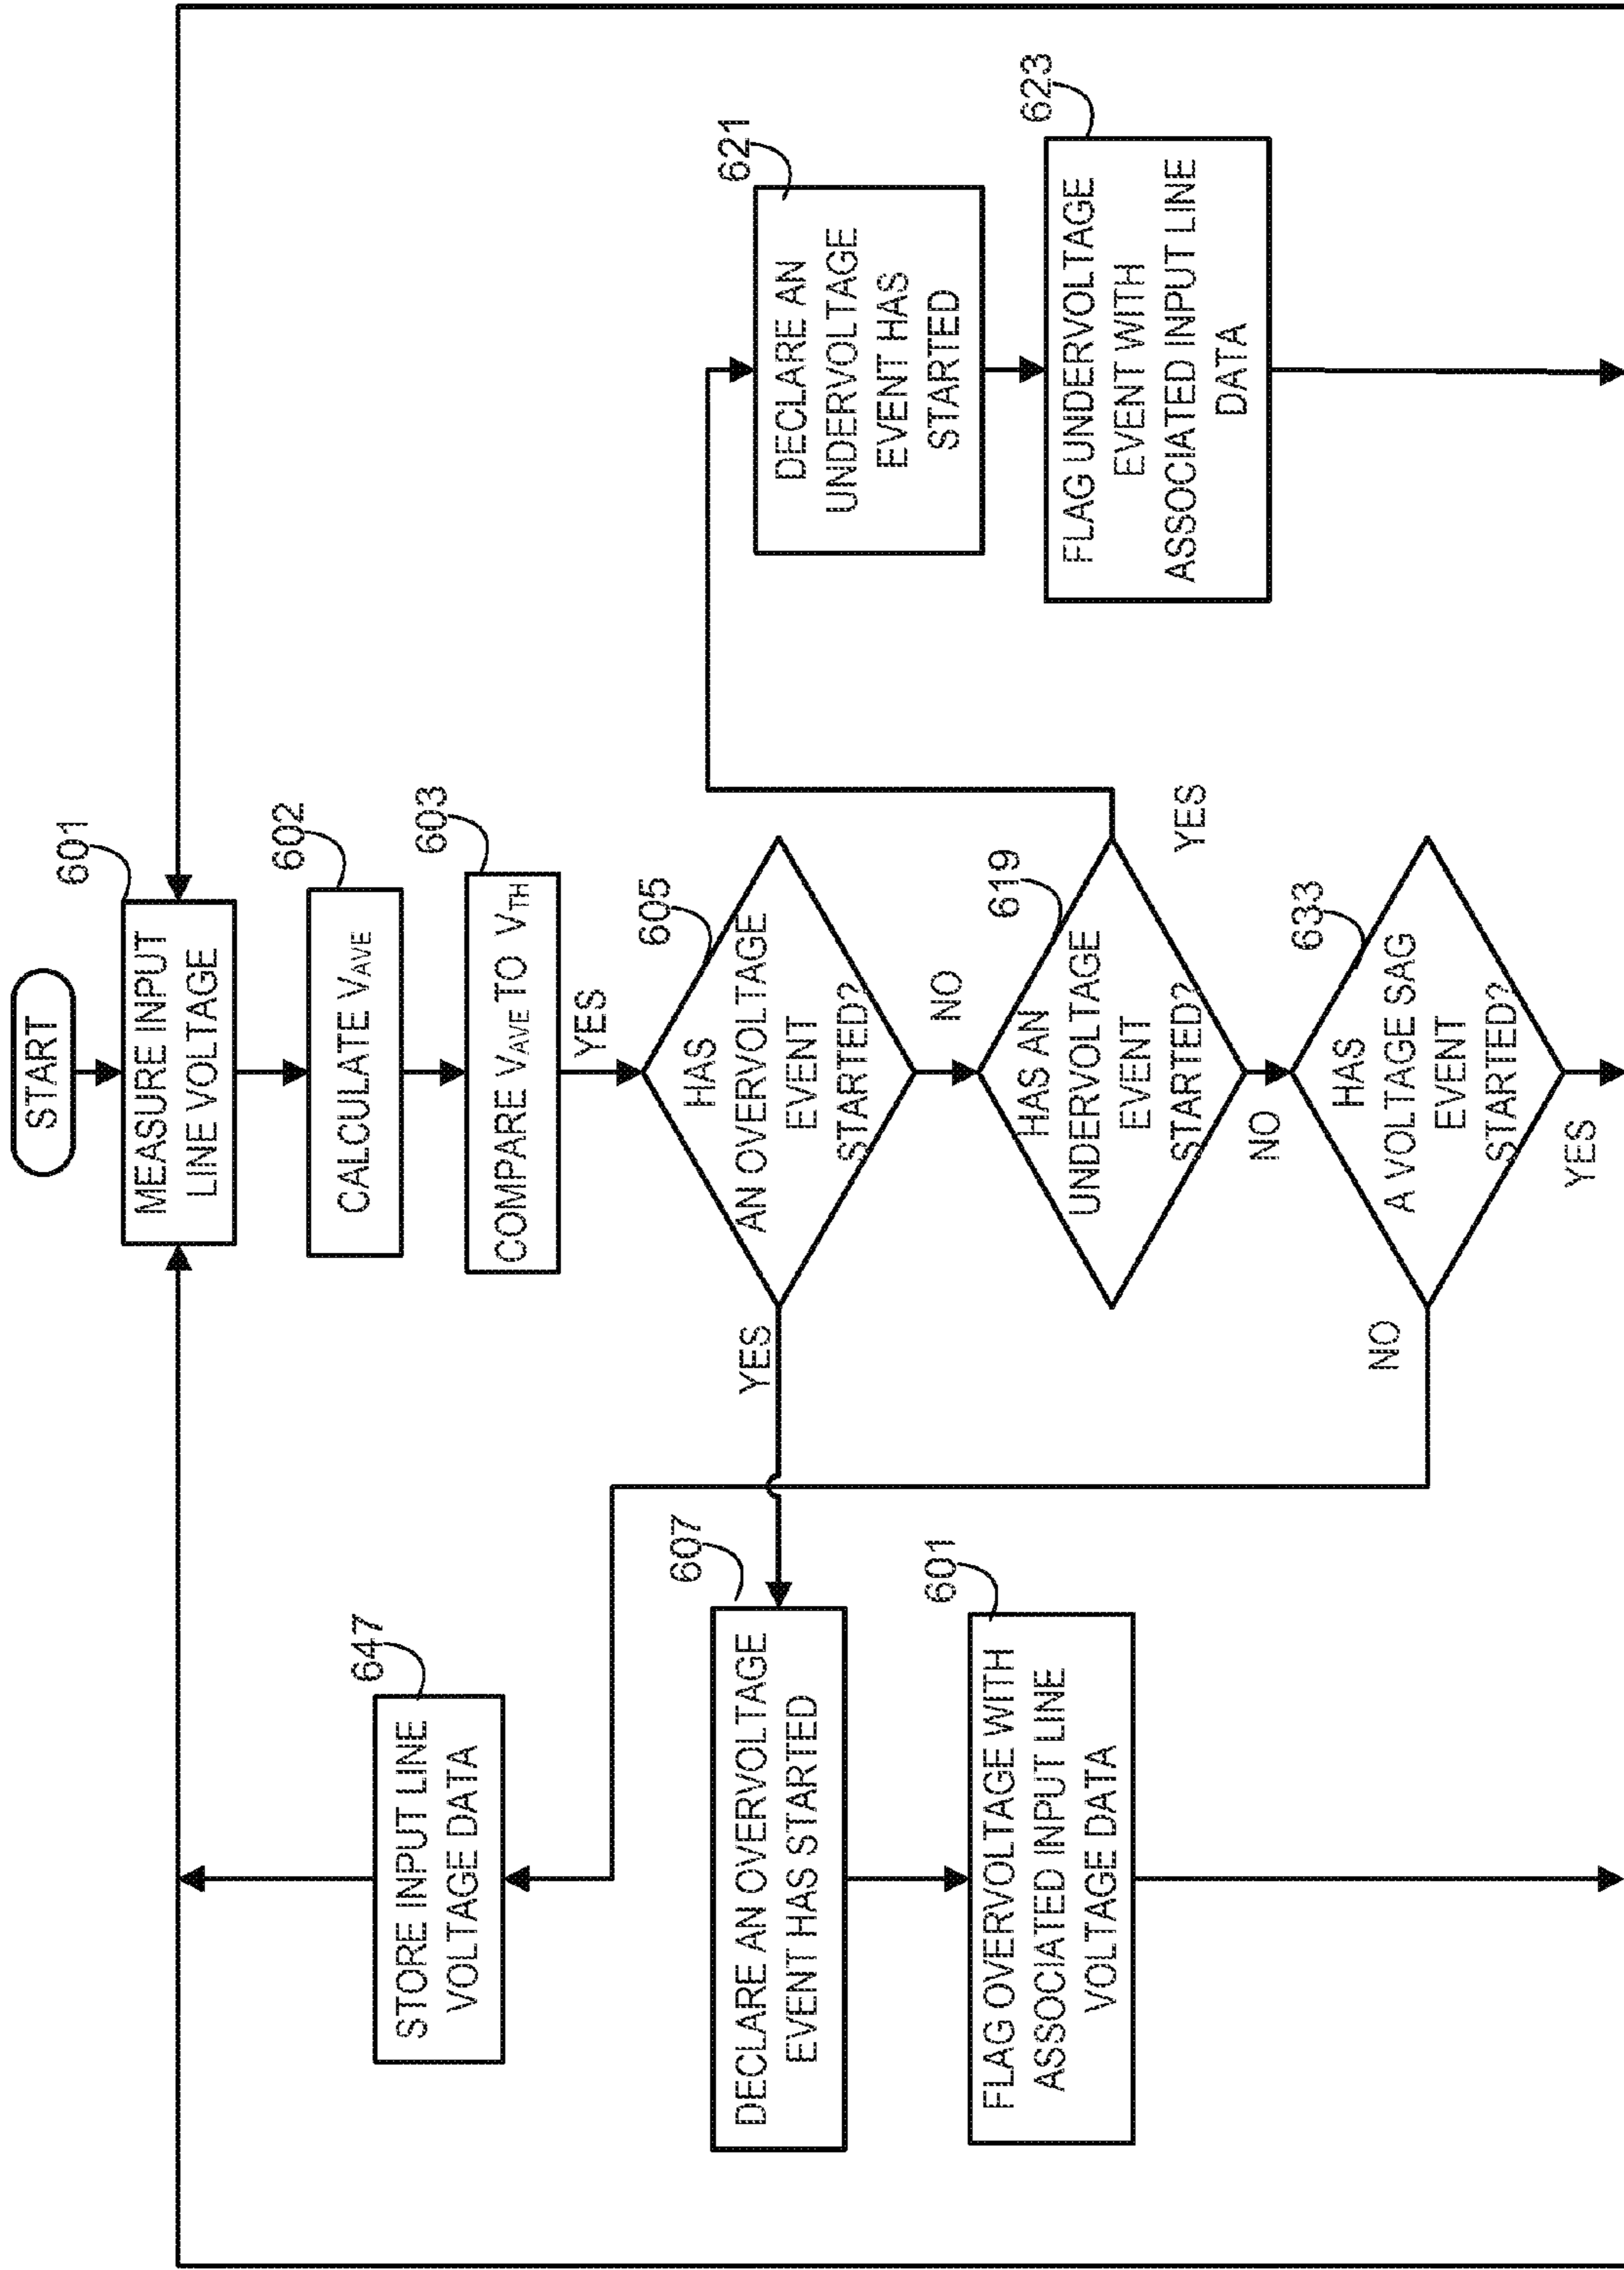 START
601
MEASURE INPUT
LINE VOLTAGE
602
CALCULATE VAVE
603
COMPARE VAVE TO VTH
YES
605
HAS
AN OVERVOLTAGE
EVENT
STARTED?
YES
NO
619
HAS AN
UNDERVOLTAGE
EVENT
STARTED?
YES
NO
633
HAS
A VOLTAGE SAG
EVENT
STARTED?
NO
YES
647
STORE INPUT LINE
VOLTAGE DATA
607
DECLARE AN OVERVOLTAGE
EVENT HAS STARTED
601
FLAG OVERVOLTAGE WITH
ASSOCIATED INPUT LINE
VOLTAGE DATA
621
DECLARE AN
UNDERVOLTAGE
EVENT HAS
STARTED
623
FLAG UNDERVOLTAGE
EVENT WITH
ASSOCIATED INPUT LINE
DATA